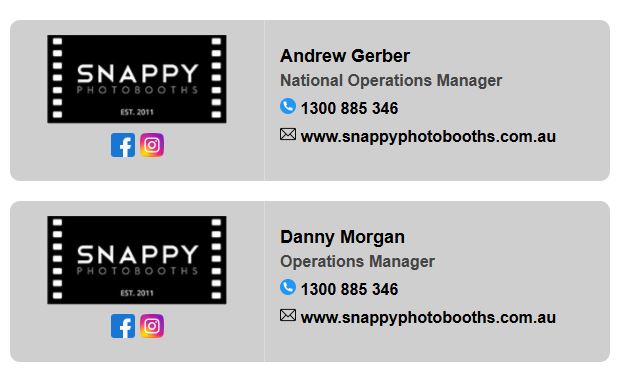 SNAPPY
PHOTOBOOTHS
EST. 2011
Andrew Gerber
National Operations Manager
1300 885 346
www.snappyphotobooths.com.au
SNAPPY
PHOTOBOOTHS
EST. 2011
Danny Morgan
Operations Manager
1300 885 346
www.snappyphotobooths.com.au